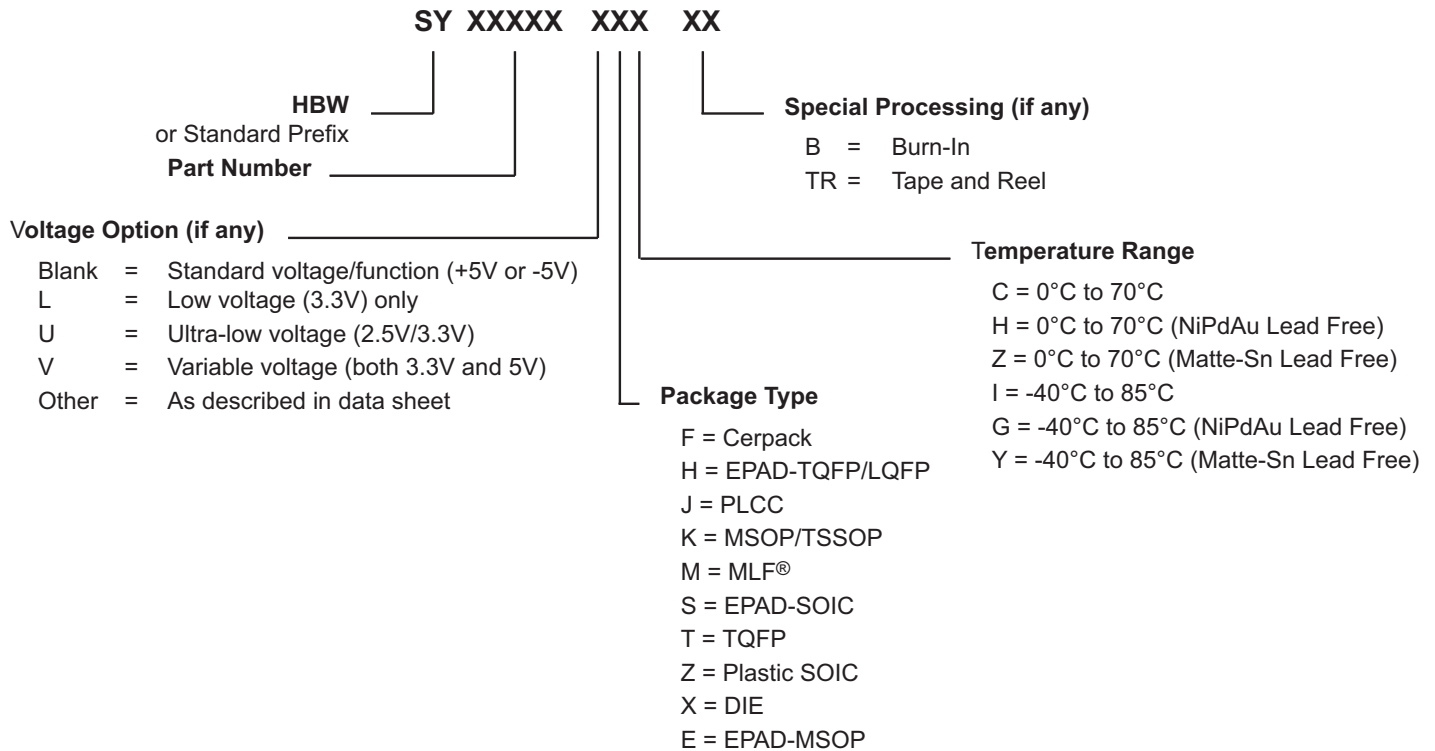 SY XXXXX XXX XX
HBW
or Standard Prefix
Part Number
Voltage Option (if any)
Blank = Standard voltage/function (+5V or -5V)
L = Low voltage (3.3V) only
U = Ultra-low voltage (2.5V/3.3V)
V = Variable voltage (both 3.3V and 5V)
Other = As described in data sheet
Special Processing (if any)
B = Burn-In
TR = Tape and Reel
Temperature Range
C = 0°C to 70°C
H = 0°C to 70°C (NiPdAu Lead Free)
Z = 0°C to 70°C (Matte-Sn Lead Free)
I = -40°C to 85°C
G = -40°C to 85°C (NiPdAu Lead Free)
Y = -40°C to 85°C (Matte-Sn Lead Free)
Package Type
F = Cerpack
H = EPAD-TQFP/LQFP
J = PLCC
K = MSOP/TSSOP
M = MLF®
S = EPAD-SOIC
T = TQFP
Z = Plastic SOIC
X = DIE
E = EPAD-MSOP